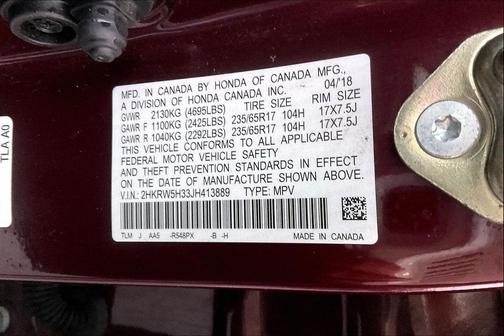 MFD. IN CANADA BY HONDA OF CANADA MFG.,
A DIVISION OF HONDA CANADA INC. 04/'18
GVWR 2130KG (4695LBS) TIRE SIZE RIM SIZE
GAWR F 1100KG (2425LBS) 235/65R17 104H 17X7.5J
GAWR R 1040KG (2292LBS) 235/65R17 104H 17X7.5J
THIS VEHICLE CONFORMS TO ALL APPLICABLE
FEDERAL MOTOR VEHICLE SAFETY
AND THEFT PREVENTION STANDARDS IN EFFECT
ON THE DATE OF MANUFACTURE SHOWN ABOVE.
V.I.N.: 2HKRW5H33JH413889 TYPE: MPV
TLM J AA5 -R548PX -B -H MADE IN CANADA
TLA A0